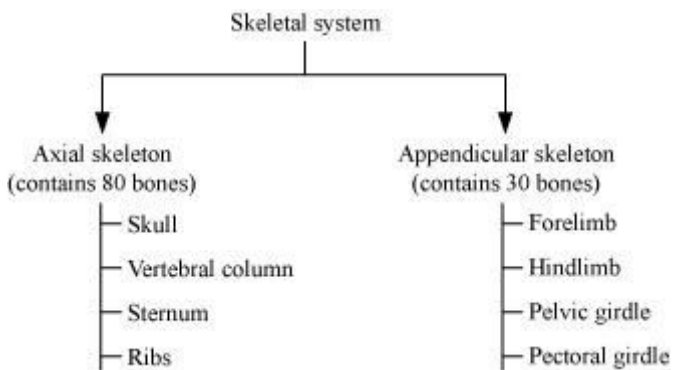 Skeletal system
Axial skeleton
(contains 80 bones)
Skull
Vertebral column
Sternum
Ribs
Appendicular skeleton
(contains 30 bones)
Forelimb
Hindlimb
Pelvic girdle
Pectoral girdle